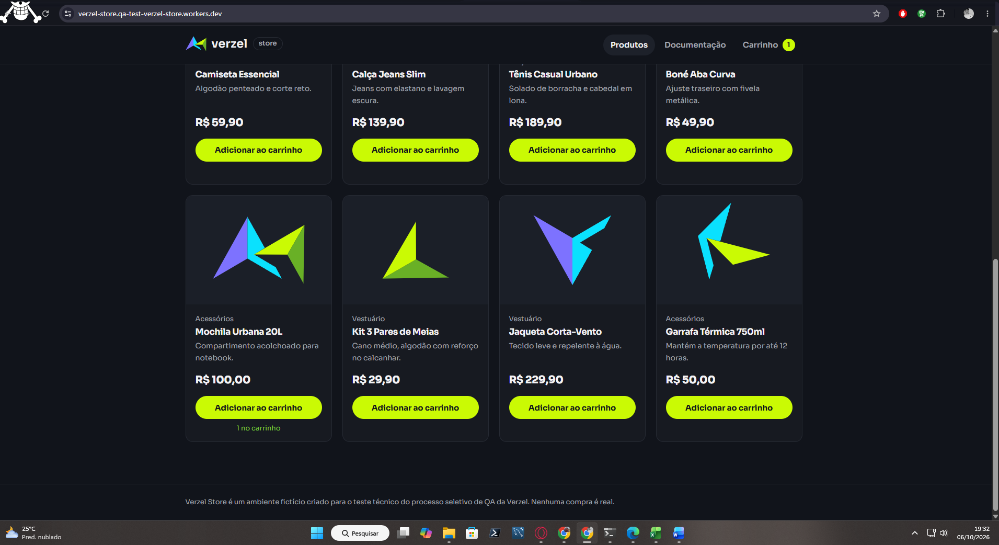 verzel-store.qa-test-verzel-store.workers.dev
verzel store
Produtos Documentação Carrinho 1
Camiseta Essencial
Algodão penteado e corte reto.
R$ 59,90
Adicionar ao carrinho
Calça Jeans Slim
Jeans com elastano e lavagem
escura.
R$ 139,90
Adicionar ao carrinho
Tênis Casual Urbano
Solado de borracha e cabedal em
lona.
R$ 189,90
Adicionar ao carrinho
Boné Aba Curva
Ajuste traseiro com fivela
metálica.
R$ 49,90
Adicionar ao carrinho
Acessórios
Mochila Urbana 20L
Compartimento acolchoado para
notebook.
R$ 100,00
Adicionar ao carrinho
1 no carrinho
Vestuário
Kit 3 Pares de Meias
Cano médio, algodão com reforço
no calcanhar.
R$ 29,90
Adicionar ao carrinho
Vestuário
Jaqueta Corta-Vento
Tecido leve e repelente à água.
R$ 229,90
Adicionar ao carrinho
Acessórios
Garrafa Térmica 750ml
Mantém a temperatura por até 12
horas.
R$ 50,00
Adicionar ao carrinho
Verzel Store é um ambiente fictício criado para o teste técnico do processo seletivo de QA da Verzel. Nenhuma compra é real.
25°C
Pred. nublado
Pesquisar
19:32
06/10/2026